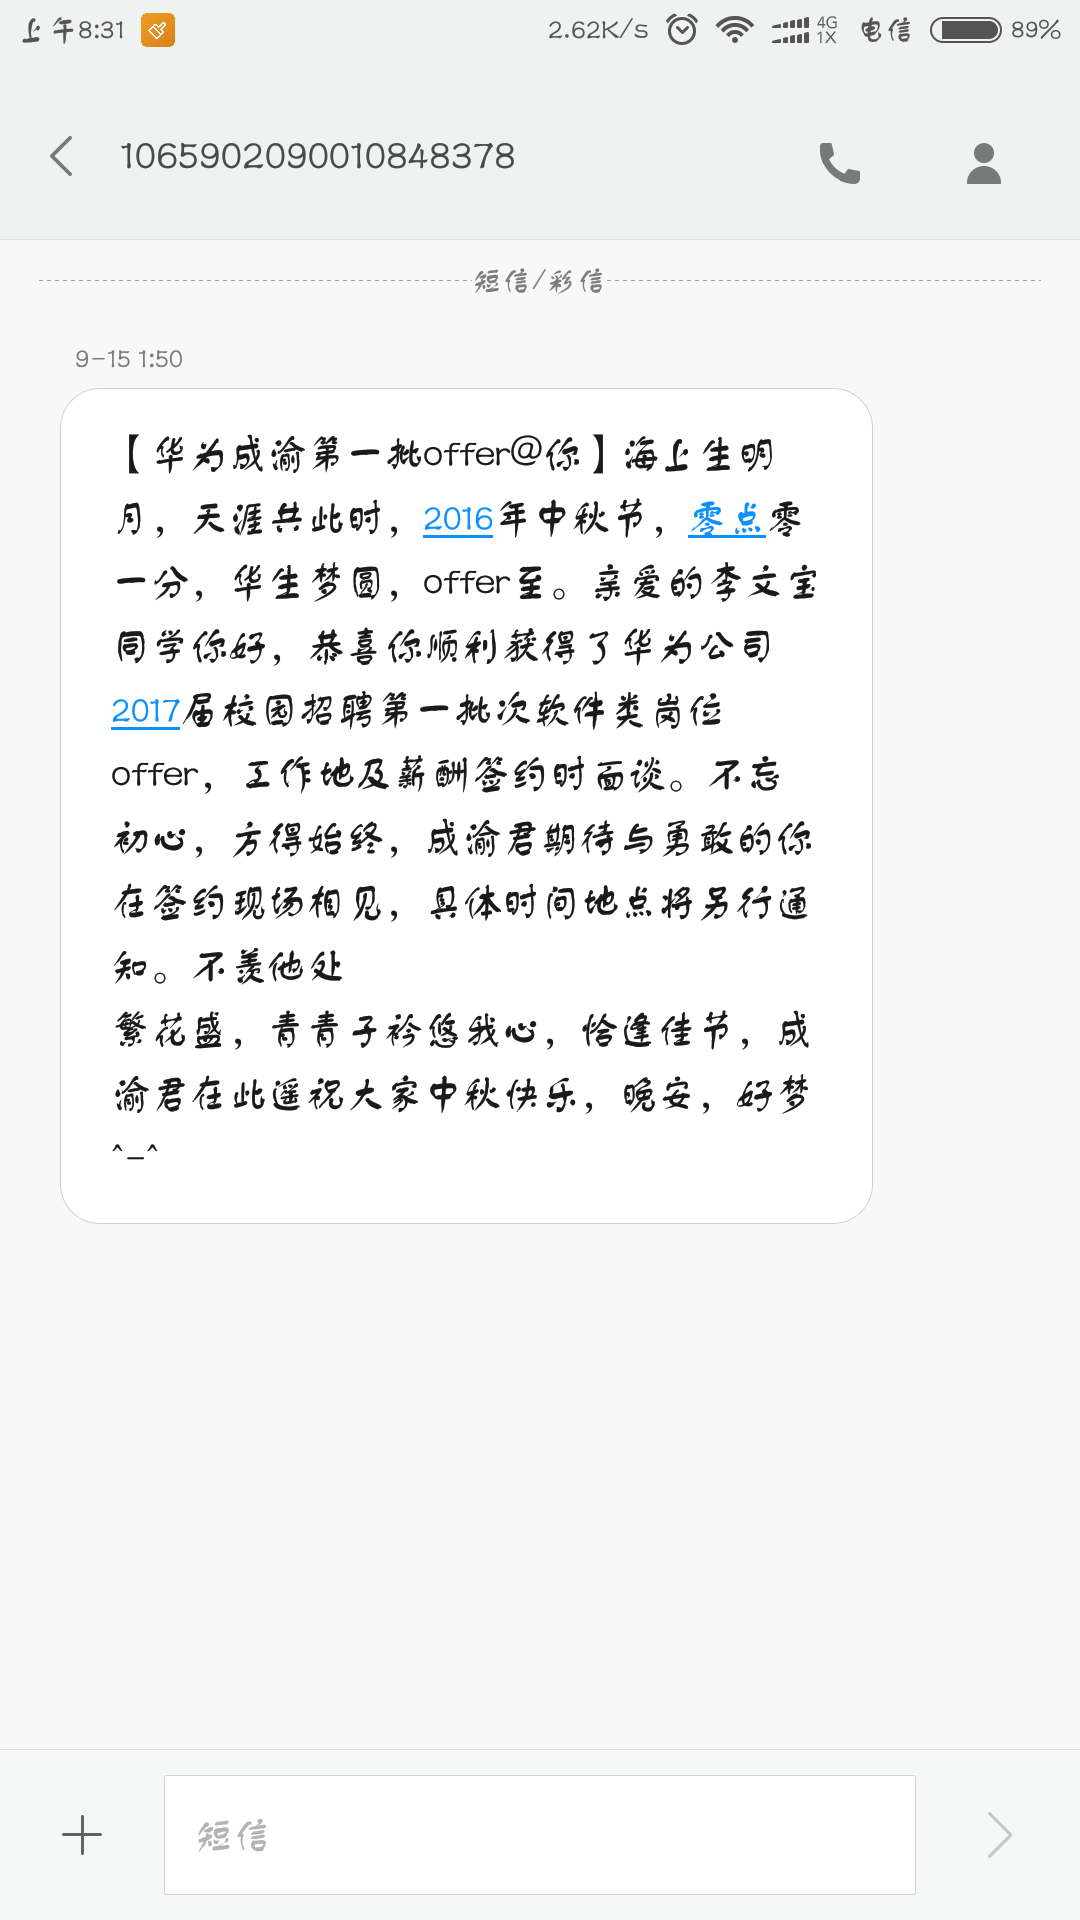 上午8:31
2.62K/s 4G 1X 电信 89%
1065902090010848378
短信/彩信
9-15 1:50
【华为成渝第一批offer@你】海上生明
月，天涯共此时，2016年中秋节，零点零
一分，华生梦圆，offer至。亲爱的李文宝
同学你好，恭喜你顺利获得了华为公司
2017届校园招聘第一批次软件类岗位
offer，工作地及薪酬签约时面谈。不忘
初心，方得始终，成渝君期待与勇敢的你
在签约现场相见，具体时间地点将另行通
知。不羡他处
繁花盛，青青子衿悠我心，恰逢佳节，成
渝君在此遥祝大家中秋快乐，晚安，好梦
^_^
短信